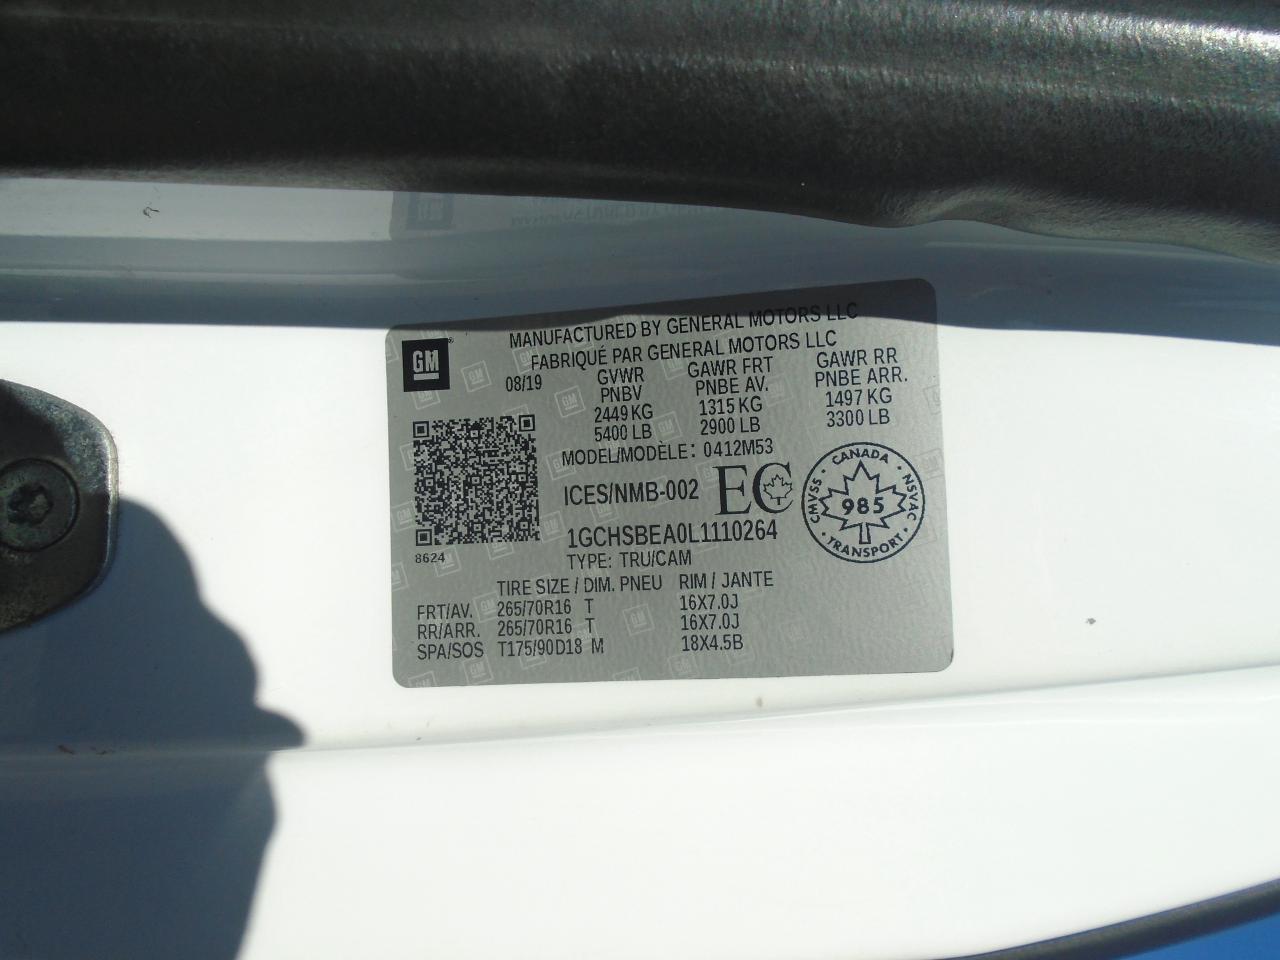 MANUFACTURED BY GENERAL MOTORS LLC
FABRIQUÉ PAR GENERAL MOTORS LLC
GM
08/19
GVWR GAWR FRT GAWR RR
PNBV PNBE AV. PNBE ARR.
2449 KG 1315 KG 1497 KG
5400 LB 2900 LB 3300 LB
MODEL/MODÈLE: 0412M53
ICES/NMB-002 EC
CANADA
CMVSS 985 NSVAC
TRANSPORT
1GCHSBEA0L1110264
8624
TYPE: TRU/CAM
TIRE SIZE / DIM. PNEU RIM / JANTE
FRT/AV. 265/70R16 T 16X7.0J
RR/ARR. 265/70R16 T 16X7.0J
SPA/SOS T175/90D18 M 18X4.5B